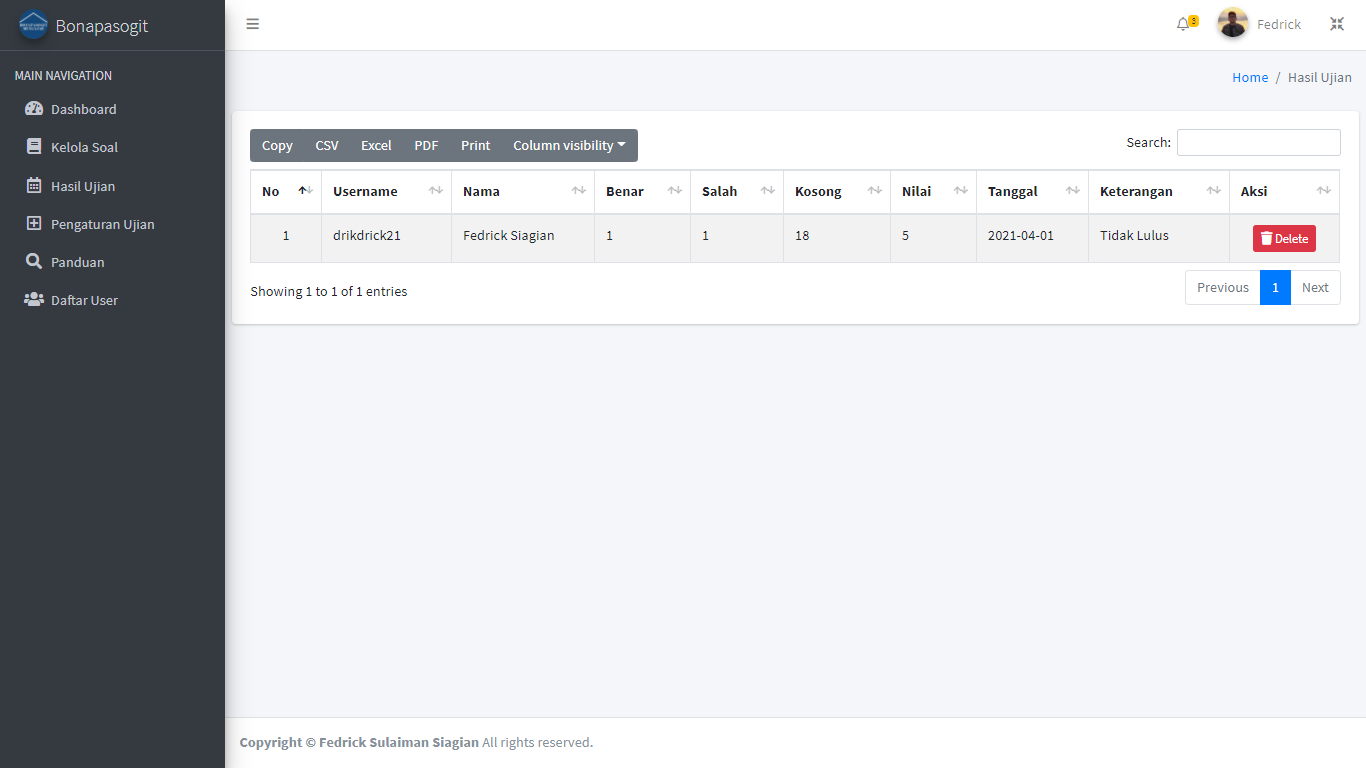 Bonapasogit
3
Fedrick
MAIN NAVIGATION
Dashboard
Kelola Soal
Hasil Ujian
Pengaturan Ujian
Panduan
Daftar User
Home / Hasil Ujian
Copy CSV Excel PDF Print Column visibility
Search:
No Username Nama Benar Salah Kosong Nilai Tanggal Keterangan Aksi
1 drikdrick21 Fedrick Siagian 1 1 18 5 2021-04-01 Tidak Lulus Delete
Showing 1 to 1 of 1 entries
Previous 1 Next
Copyright © Fedrick Sulaiman Siagian All rights reserved.